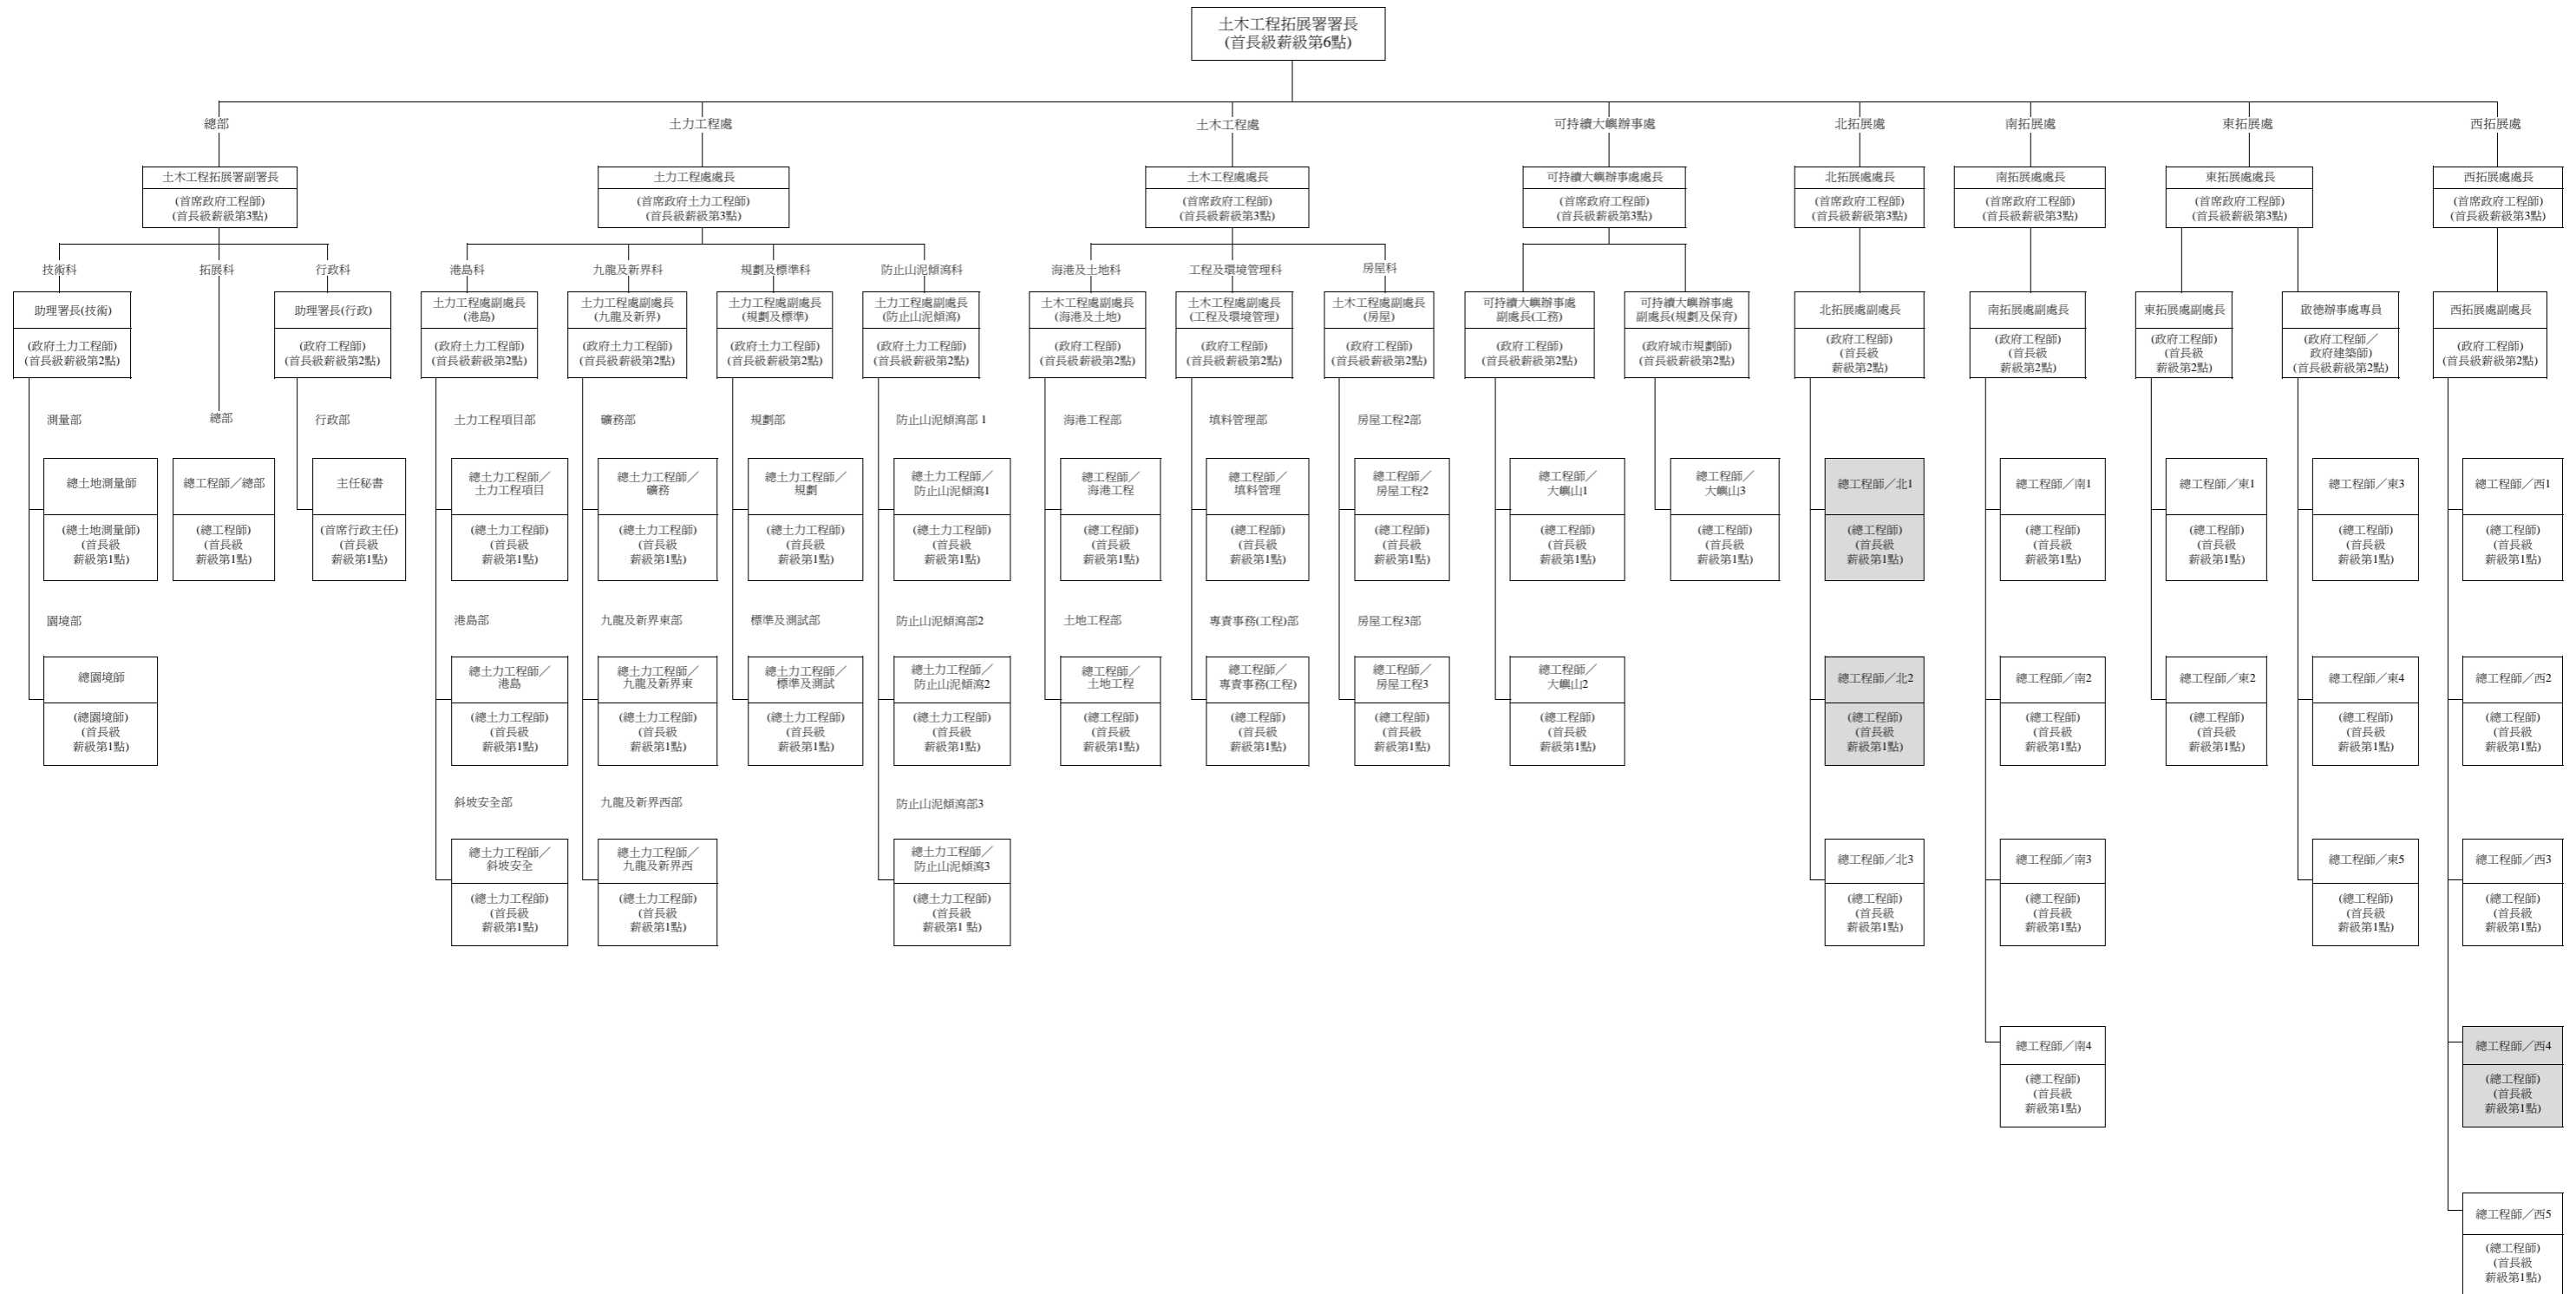 土木工程拓展署署長
(首長級薪級第6點)
總部
土力工程處
土木工程處
可持續大嶼辦事處
北拓展處
南拓展處
東拓展處
西拓展處
土木工程拓展署副署長
(首席政府工程師)
(首長級薪級第3點)
土力工程處處長
(首席政府土力工程師)
(首長級薪級第3點)
土木工程處處長
(首席政府工程師)
(首長級薪級第3點)
可持續大嶼辦事處處長
(首席政府工程師)
(首長級薪級第3點)
北拓展處處長
(首席政府工程師)
(首長級薪級第3點)
南拓展處處長
(首席政府工程師)
(首長級薪級第3點)
東拓展處處長
(首席政府工程師)
(首長級薪級第3點)
西拓展處處長
(首席政府工程師)
(首長級薪級第3點)
技術科
拓展科
行政科
港島科
九龍及新界科
規劃及標準科
防止山泥傾瀉科
海港及土地科
工程及環境管理科
房屋科
助理署長(技術)
(政府土力工程師)
(首長級薪級第2點)
助理署長(行政)
(政府工程師)
(首長級薪級第2點)
土力工程處副處長
(港島)
(政府土力工程師)
(首長級薪級第2點)
土力工程處副處長
(九龍及新界)
(政府土力工程師)
(首長級薪級第2點)
土力工程處副處長
(規劃及標準)
(政府土力工程師)
(首長級薪級第2點)
土力工程處副處長
(防止山泥傾瀉)
(政府土力工程師)
(首長級薪級第2點)
土木工程處副處長
(海港及土地)
(政府工程師)
(首長級薪級第2點)
土木工程處副處長
(工程及環境管理)
(政府工程師)
(首長級薪級第2點)
土木工程處副處長
(房屋)
(政府工程師)
(首長級薪級第2點)
可持續大嶼辦事處
副處長(工務)
(政府工程師)
(首長級薪級第2點)
可持續大嶼辦事處
副處長(規劃及保育)
(政府城市規劃師)
(首長級薪級第2點)
北拓展處副處長
(政府工程師)
(首長級
薪級第2點)
南拓展處副處長
(政府工程師)
(首長級
薪級第2點)
東拓展處副處長
(政府工程師)
(首長級
薪級第2點)
啟德辦事處專員
(政府工程師／
政府建築師)
(首長級薪級第2點)
西拓展處副處長
(政府工程師)
(首長級薪級第2點)
測量部
總部
行政部
土力工程項目部
礦務部
規劃部
防止山泥傾瀉部 1
海港工程部
填料管理部
房屋工程2部
總土地測量師
(總土地測量師)
(首長級
薪級第1點)
總工程師／總部
(總工程師)
(首長級
薪級第1點)
主任秘書
(首席行政主任)
(首長級
薪級第1點)
總土力工程師／
土力工程項目
(總土力工程師)
(首長級
薪級第1點)
總土力工程師／
礦務
(總土力工程師)
(首長級
薪級第1點)
總土力工程師／
規劃
(總土力工程師)
(首長級
薪級第1點)
總土力工程師／
防止山泥傾瀉1
(總土力工程師)
(首長級
薪級第1點)
總工程師／
海港工程
(總工程師)
(首長級
薪級第1點)
總工程師／
填料管理
(總工程師)
(首長級
薪級第1點)
總工程師／
房屋工程2
(總工程師)
(首長級
薪級第1點)
總工程師／
大嶼山1
(總工程師)
(首長級
薪級第1點)
總工程師／
大嶼山3
(總工程師)
(首長級
薪級第1點)
總工程師／北1
(總工程師)
(首長級
薪級第1點)
總工程師／南1
(總工程師)
(首長級
薪級第1點)
總工程師／東1
(總工程師)
(首長級
薪級第1點)
總工程師／東3
(總工程師)
(首長級
薪級第1點)
總工程師／西1
(總工程師)
(首長級
薪級第1點)
園境部
港島部
九龍及新界東部
標準及測試部
防止山泥傾瀉部2
土地工程部
專責事務(工程)部
房屋工程3部
總園境師
(總園境師)
(首長級
薪級第1點)
總土力工程師／
港島
(總土力工程師)
(首長級
薪級第1點)
總土力工程師／
九龍及新界東
(總土力工程師)
(首長級
薪級第1點)
總土力工程師／
標準及測試
(總土力工程師)
(首長級
薪級第1點)
總土力工程師／
防止山泥傾瀉2
(總土力工程師)
(首長級
薪級第1點)
總工程師／
土地工程
(總工程師)
(首長級
薪級第1點)
總工程師／
專責事務(工程)
(總工程師)
(首長級
薪級第1點)
總工程師／
房屋工程3
(總工程師)
(首長級
薪級第1點)
總工程師／
大嶼山2
(總工程師)
(首長級
薪級第1點)
總工程師／北2
(總工程師)
(首長級
薪級第1點)
總工程師／南2
(總工程師)
(首長級
薪級第1點)
總工程師／東2
(總工程師)
(首長級
薪級第1點)
總工程師／東4
(總工程師)
(首長級
薪級第1點)
總工程師／西2
(總工程師)
(首長級
薪級第1點)
斜坡安全部
九龍及新界西部
防止山泥傾瀉部3
總土力工程師／
斜坡安全
(總土力工程師)
(首長級
薪級第1點)
總土力工程師／
九龍及新界西
(總土力工程師)
(首長級
薪級第1點)
總土力工程師／
防止山泥傾瀉3
(總土力工程師)
(首長級
薪級第1 點)
總工程師／北3
(總工程師)
(首長級
薪級第1點)
總工程師／南3
(總工程師)
(首長級
薪級第1點)
總工程師／東5
(總工程師)
(首長級
薪級第1點)
總工程師／西3
(總工程師)
(首長級
薪級第1點)
總工程師／南4
(總工程師)
(首長級
薪級第1點)
總工程師／西4
(總工程師)
(首長級
薪級第1點)
總工程師／西5
(總工程師)
(首長級
薪級第1點)